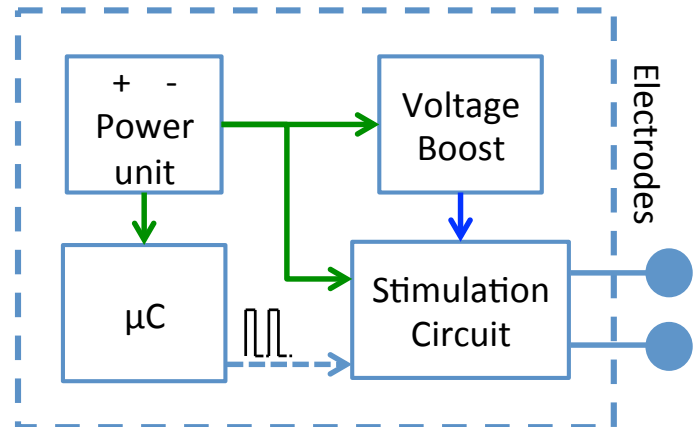 + -
Power
unit
Voltage
Boost
Electrodes
µC
Stimulation
Circuit